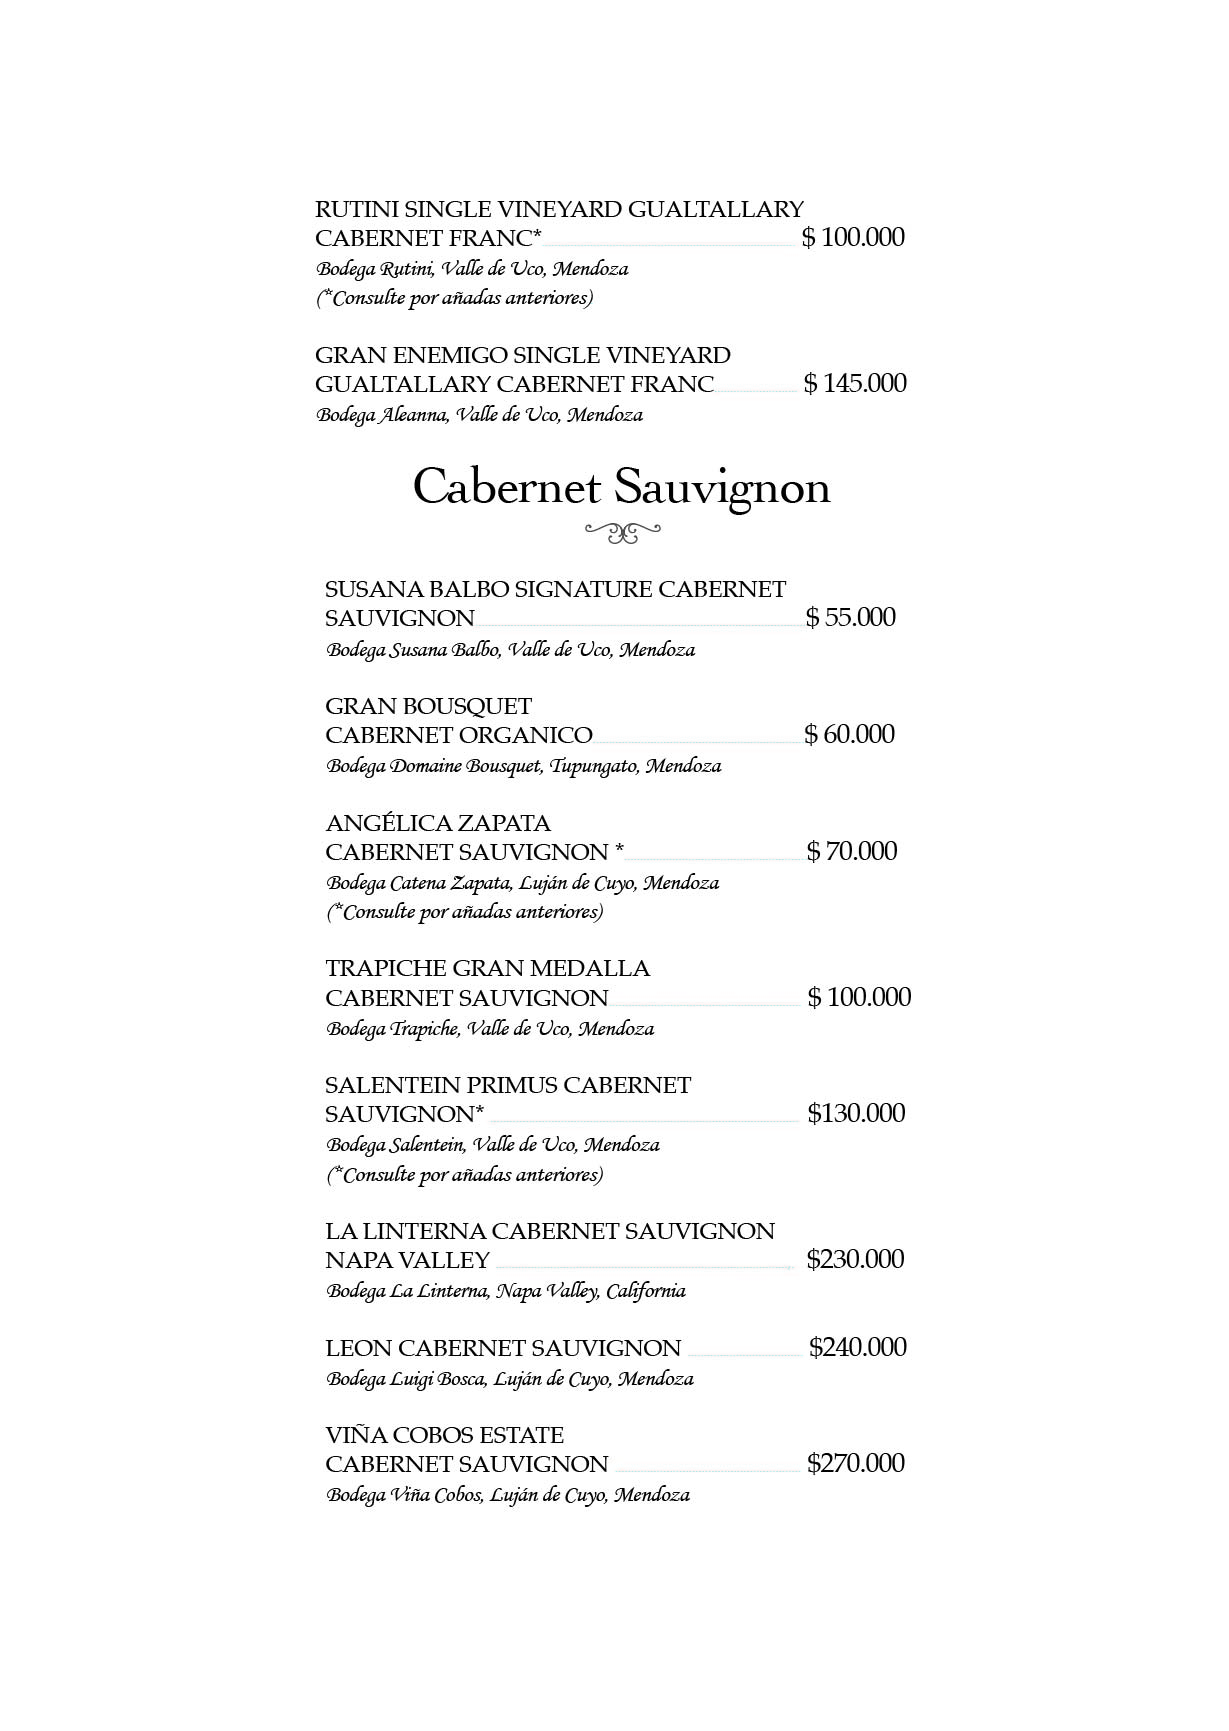 RUTINI SINGLE VINEYARD GUALTALLARY
CABERNET FRANC* $ 100.000
Bodega Rutini, Valle de Uco, Mendoza
(*Consulte por añadas anteriores)
GRAN ENEMIGO SINGLE VINEYARD
GUALTALLARY CABERNET FRANC $ 145.000
Bodega Aleanna, Valle de Uco, Mendoza
Cabernet Sauvignon
SUSANA BALBO SIGNATURE CABERNET
SAUVIGNON $ 55.000
Bodega Susana Balbo, Valle de Uco, Mendoza
GRAN BOUSQUET
CABERNET ORGANICO $ 60.000
Bodega Domaine Bousquet, Tupungato, Mendoza
ANGÉLICA ZAPATA
CABERNET SAUVIGNON * $ 70.000
Bodega Catena Zapata, Luján de Cuyo, Mendoza
(*Consulte por añadas anteriores)
TRAPICHE GRAN MEDALLA
CABERNET SAUVIGNON $ 100.000
Bodega Trapiche, Valle de Uco, Mendoza
SALENTEIN PRIMUS CABERNET
SAUVIGNON* $130.000
Bodega Salentein, Valle de Uco, Mendoza
(*Consulte por añadas anteriores)
LA LINTERNA CABERNET SAUVIGNON
NAPA VALLEY $230.000
Bodega La Linterna, Napa Valley, California
LEON CABERNET SAUVIGNON $240.000
Bodega Luigi Bosca, Luján de Cuyo, Mendoza
VIÑA COBOS ESTATE
CABERNET SAUVIGNON $270.000
Bodega Viña Cobos, Luján de Cuyo, Mendoza